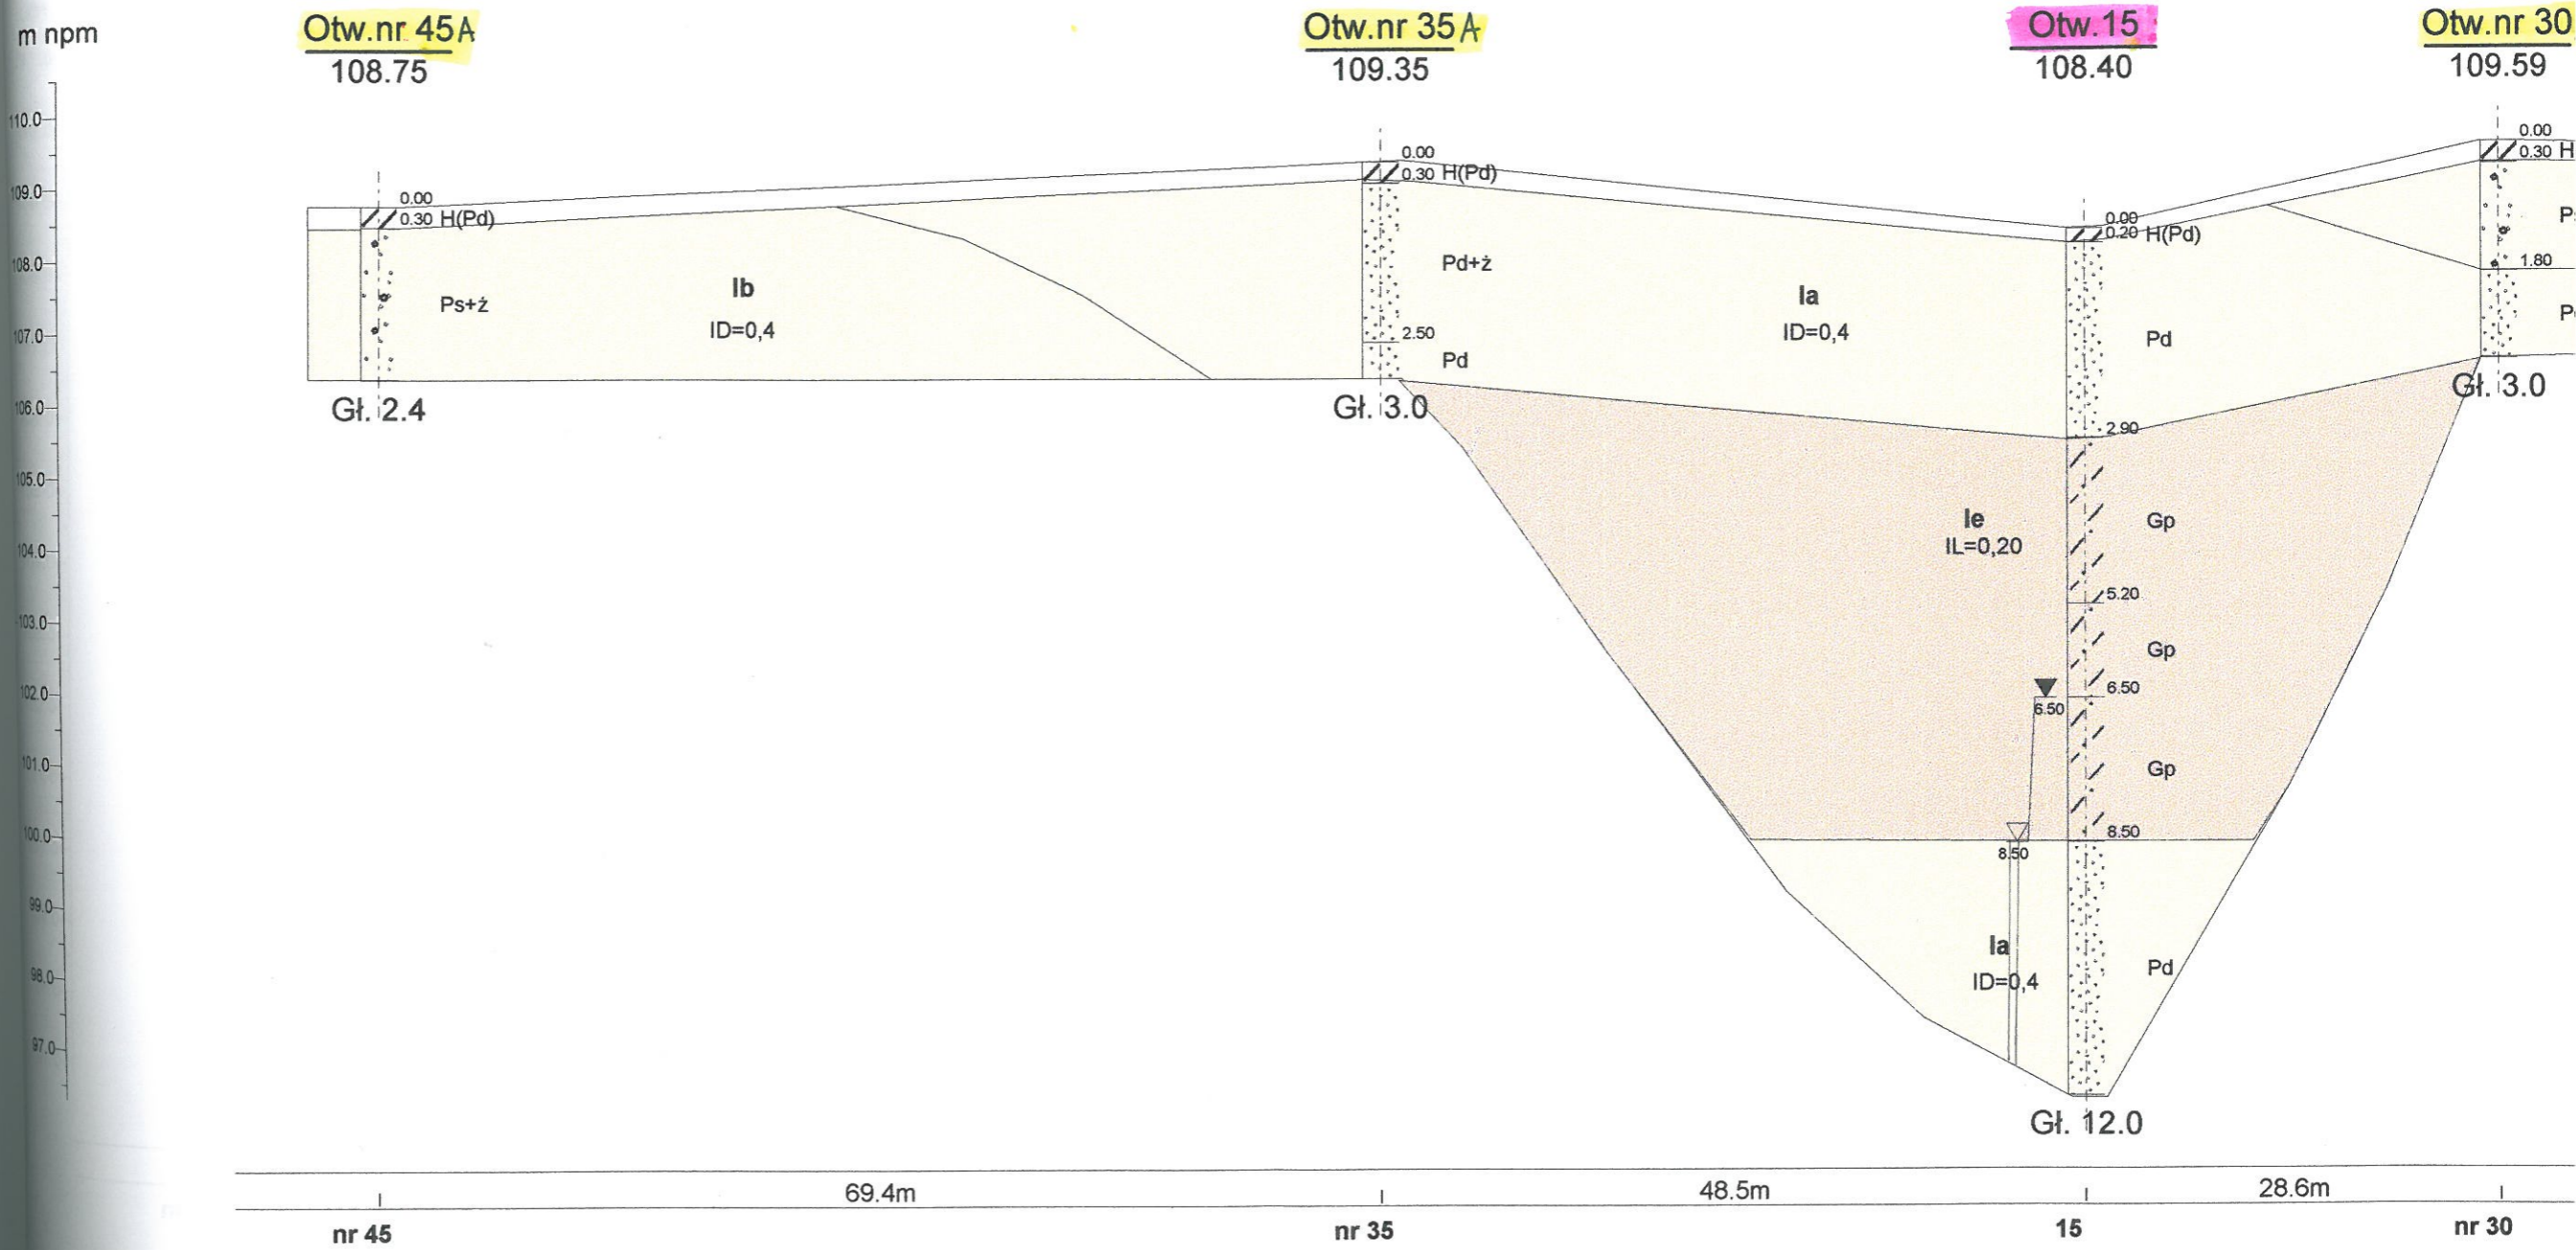 m npm
Otw.nr 45A
108.75
Otw.nr 35A
109.35
Otw.15
108.40
Otw.nr 30
109.59
110.0
109.0
108.0
107.0
106.0
105.0
104.0
103.0
102.0
101.0
100.0
99.0
98.0
97.0
0.00
0.30 H(Pd)
Ps+ż
Gł. 2.4
Ib
ID=0,4
0.00
0.30 H(Pd)
Pd+ż
2.50
Pd
Gł. 3.0
Ia
ID=0,4
0.00
0.20 H(Pd)
Pd
2.90
Ie
IL=0,20
Gp
5.20
Gp
6.50
6.50
Gp
8.50
8.50
Ia
ID=0,4
Pd
Gł. 12.0
0.00
0.30 H
P
1.80
P
Gł. 3.0
69.4m
48.5m
28.6m
nr 45
nr 35
15
nr 30